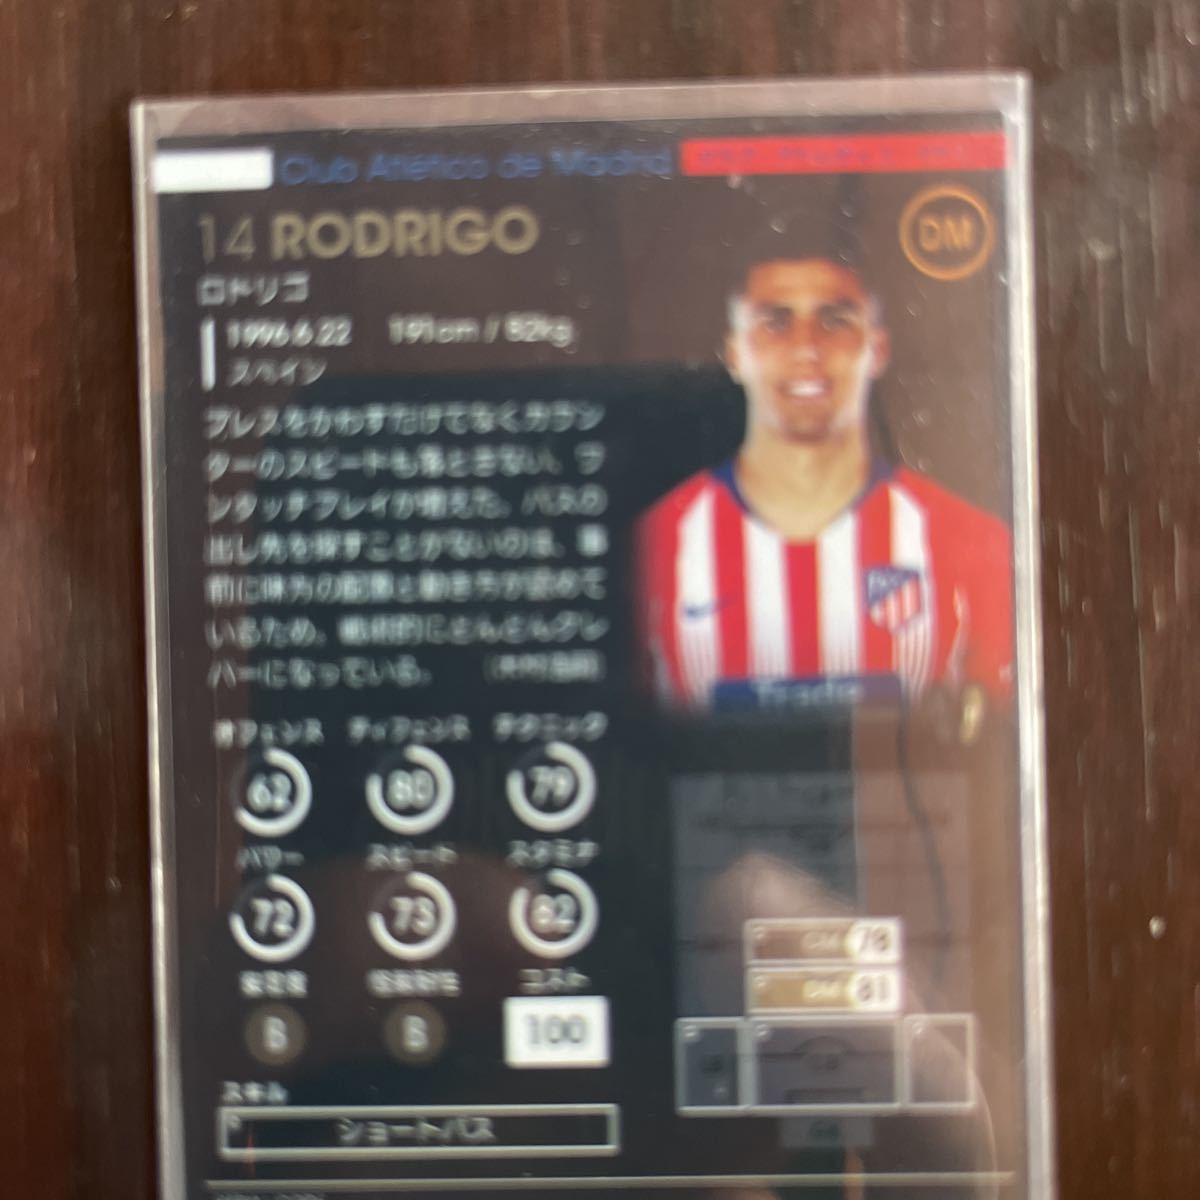 Club Atlético de Madrid
14 RODRIGO
DM
ロドリゴ
1996.6.22 191cm / 82kg
スペイン
プレスをかわすだけでなくカウン
ターのスピードも落とさない。ワ
ンタッチプレイが増えた。パスの
出し先を探すことがないのは、事
前に味方の配置と動きを読めて
いるため。戦術的にどんどんクレ
バーになっている。
Trade
オフェンス ディフェンス テクニック
62 80 79
パワー スピード スタミナ
72 73 82
安定度 コスト
B B 100
CM 78
DM 81
スキル
ショートパス